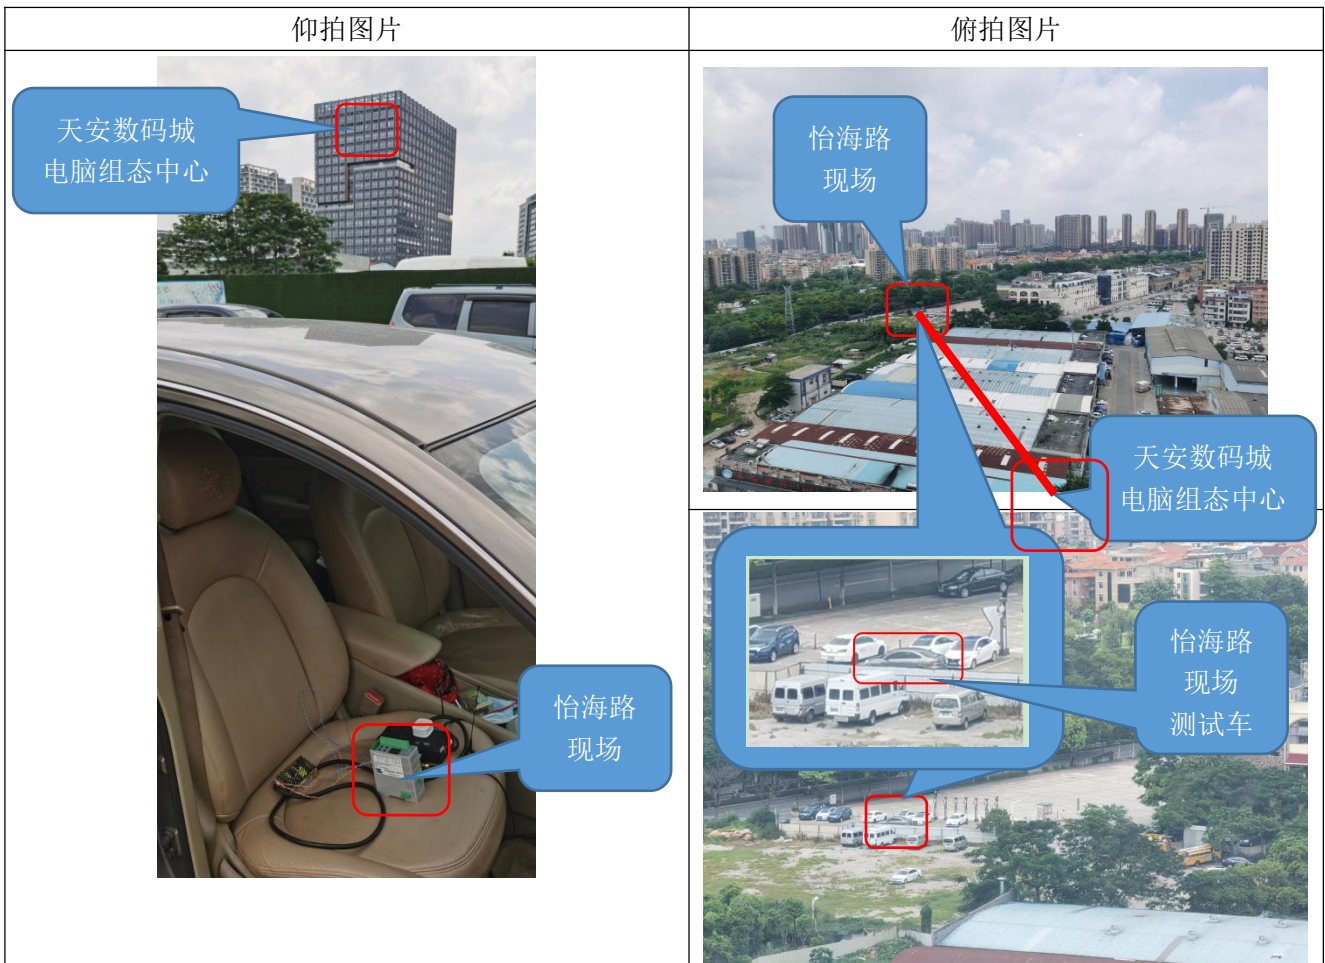 仰拍图片
俯拍图片
天安数码城
电脑组态中心
怡海路
现场
怡海路
现场
天安数码城
电脑组态中心
怡海路
现场
测试车